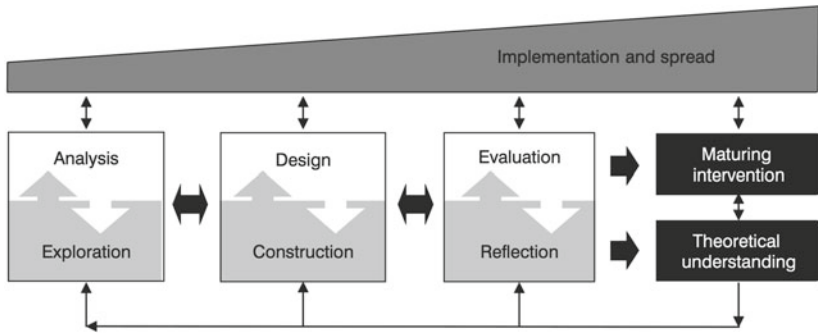 Implementation and spread
Analysis
Exploration
Design
Construction
Evaluation
Reflection
Maturing
intervention
Theoretical
understanding